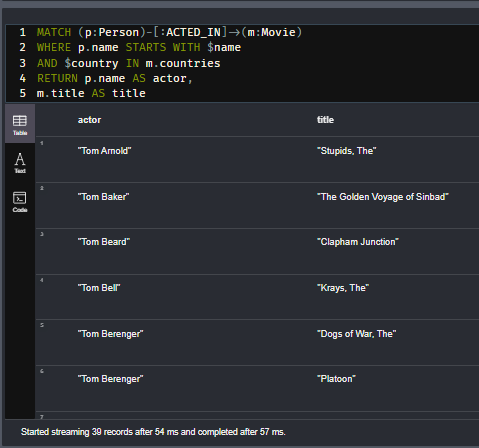 1 MATCH (p:Person)-[:ACTED_IN]→(m:Movie)
2 WHERE p.name STARTS WITH $name
3 AND $country IN m.countries
4 RETURN p.name AS actor,
5 m.title AS title
Table
Text
Code
actor title
1 "Tom Arnold" "Stupids, The"
2 "Tom Baker" "The Golden Voyage of Sinbad"
3 "Tom Beard" "Clapham Junction"
4 "Tom Bell" "Krays, The"
5 "Tom Berenger" "Dogs of War, The"
6 "Tom Berenger" "Platoon"
7
Started streaming 39 records after 54 ms and completed after 57 ms.